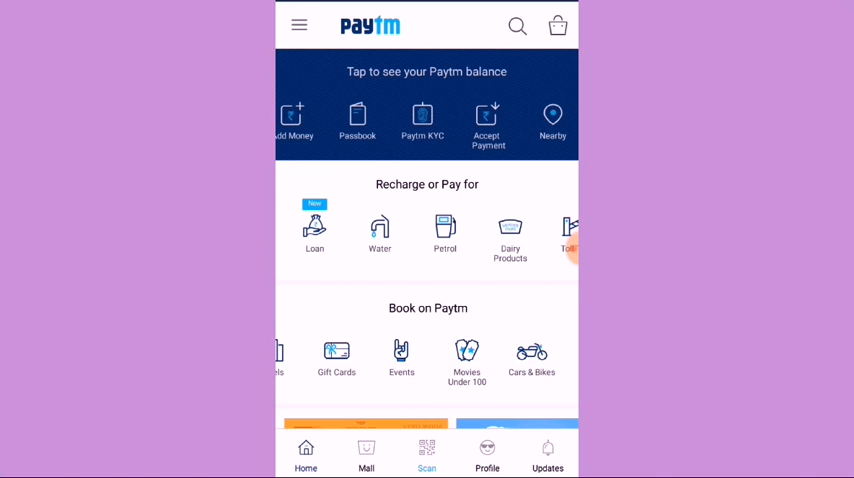 paytm
Tap to see your Paytm balance
dd Money
Passbook
Paytm KYC
Accept
Payment
Nearby
Recharge or Pay for
New
Loan
Water
Petrol
Dairy
Products
Toll
Book on Paytm
els
Gift Cards
Events
Movies
Under 100
Cars & Bikes
Home
Mall
Scan
Profile
Updates